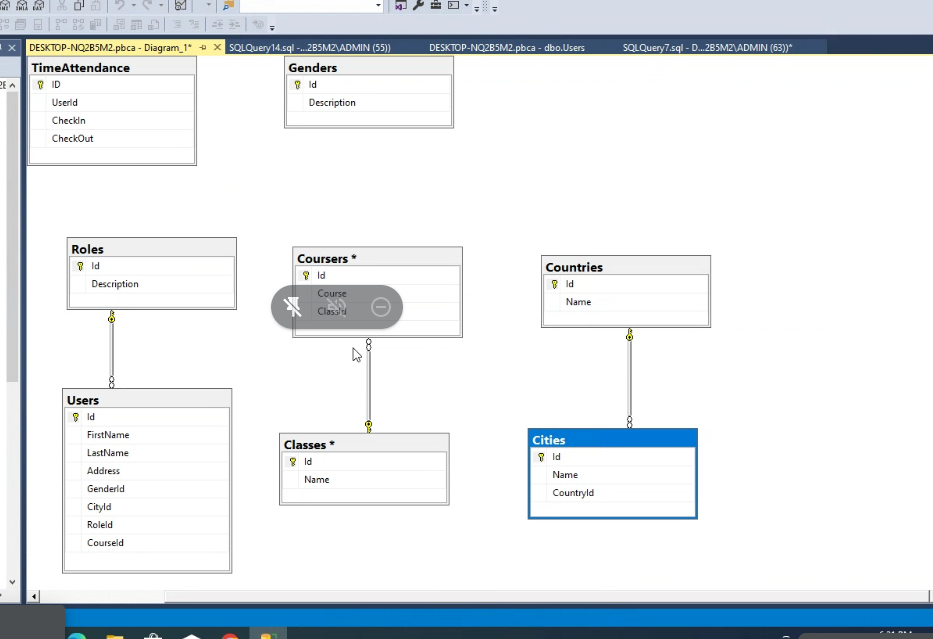 DESKTOP-NQ2B5M2.pbca - Diagram_1*
SQLQuery14.sql -...2B5M2\ADMIN (55))
DESKTOP-NQ2B5M2.pbca - dbo.Users
SQLQuery7.sql - D...2B5M2\ADMIN (63))*
TimeAttendance
ID
UserId
CheckIn
CheckOut
Genders
Id
Description
Roles
Id
Description
Coursers *
Id
Course
Countries
Id
Name
Users
Id
FirstName
LastName
Address
GenderId
CityId
RoleId
CourseId
Classes *
Id
Name
Cities
Id
Name
CountryId